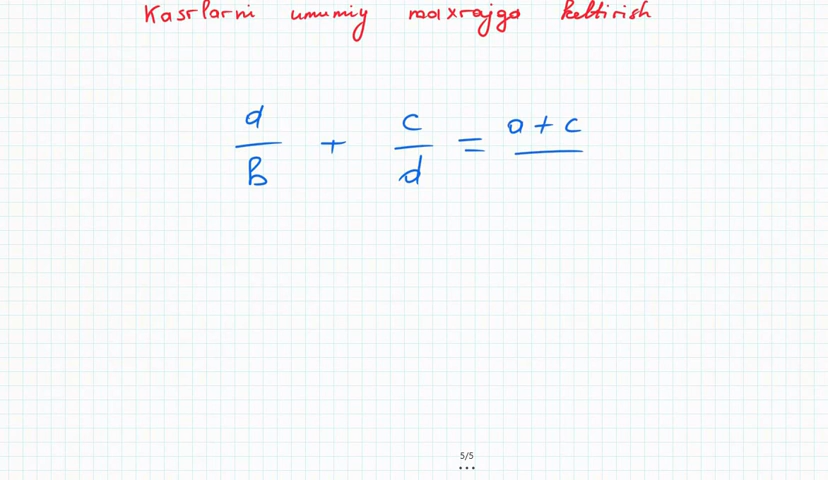 Kasrlarni umumiy maxrajga keltirish
a/b + c/d = a + c
5/5